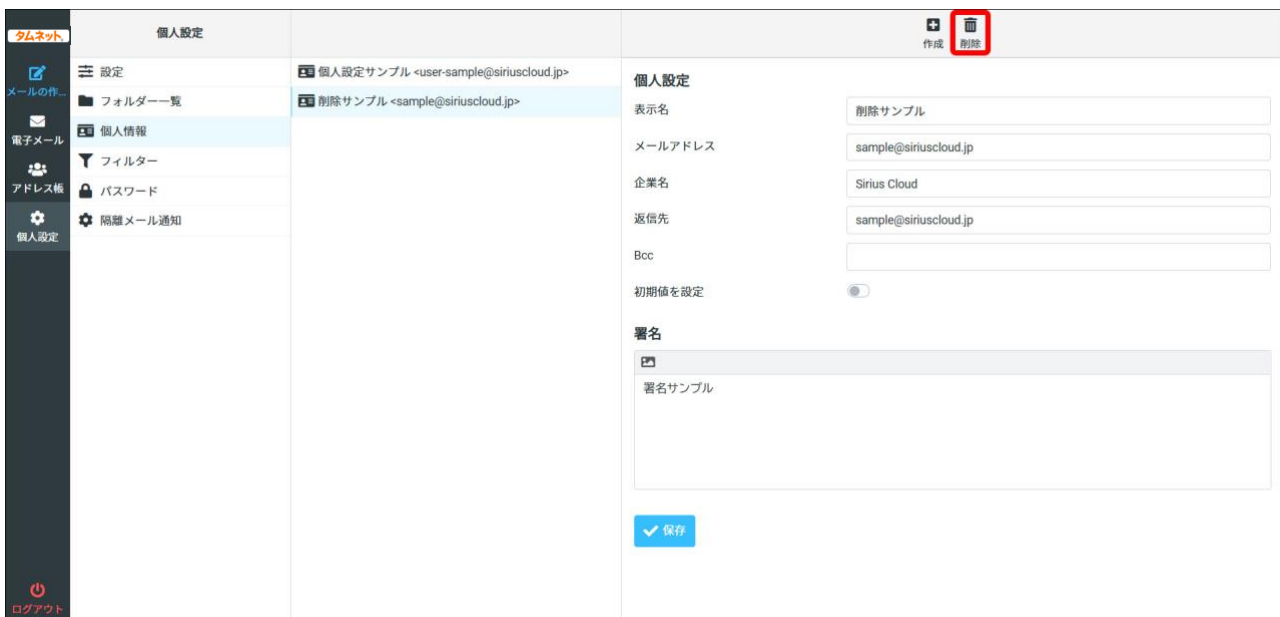 タムネット.
メールの作...
電子メール
アドレス帳
個人設定
ログアウト
個人設定
設定
フォルダー一覧
個人情報
フィルター
パスワード
隔離メール通知
個人設定サンプル <user-sample@siriuscloud.jp>
削除サンプル <sample@siriuscloud.jp>
作成 削除
個人設定
表示名 削除サンプル
メールアドレス sample@siriuscloud.jp
企業名 Sirius Cloud
返信先 sample@siriuscloud.jp
Bcc
初期値を設定
署名
署名サンプル
保存